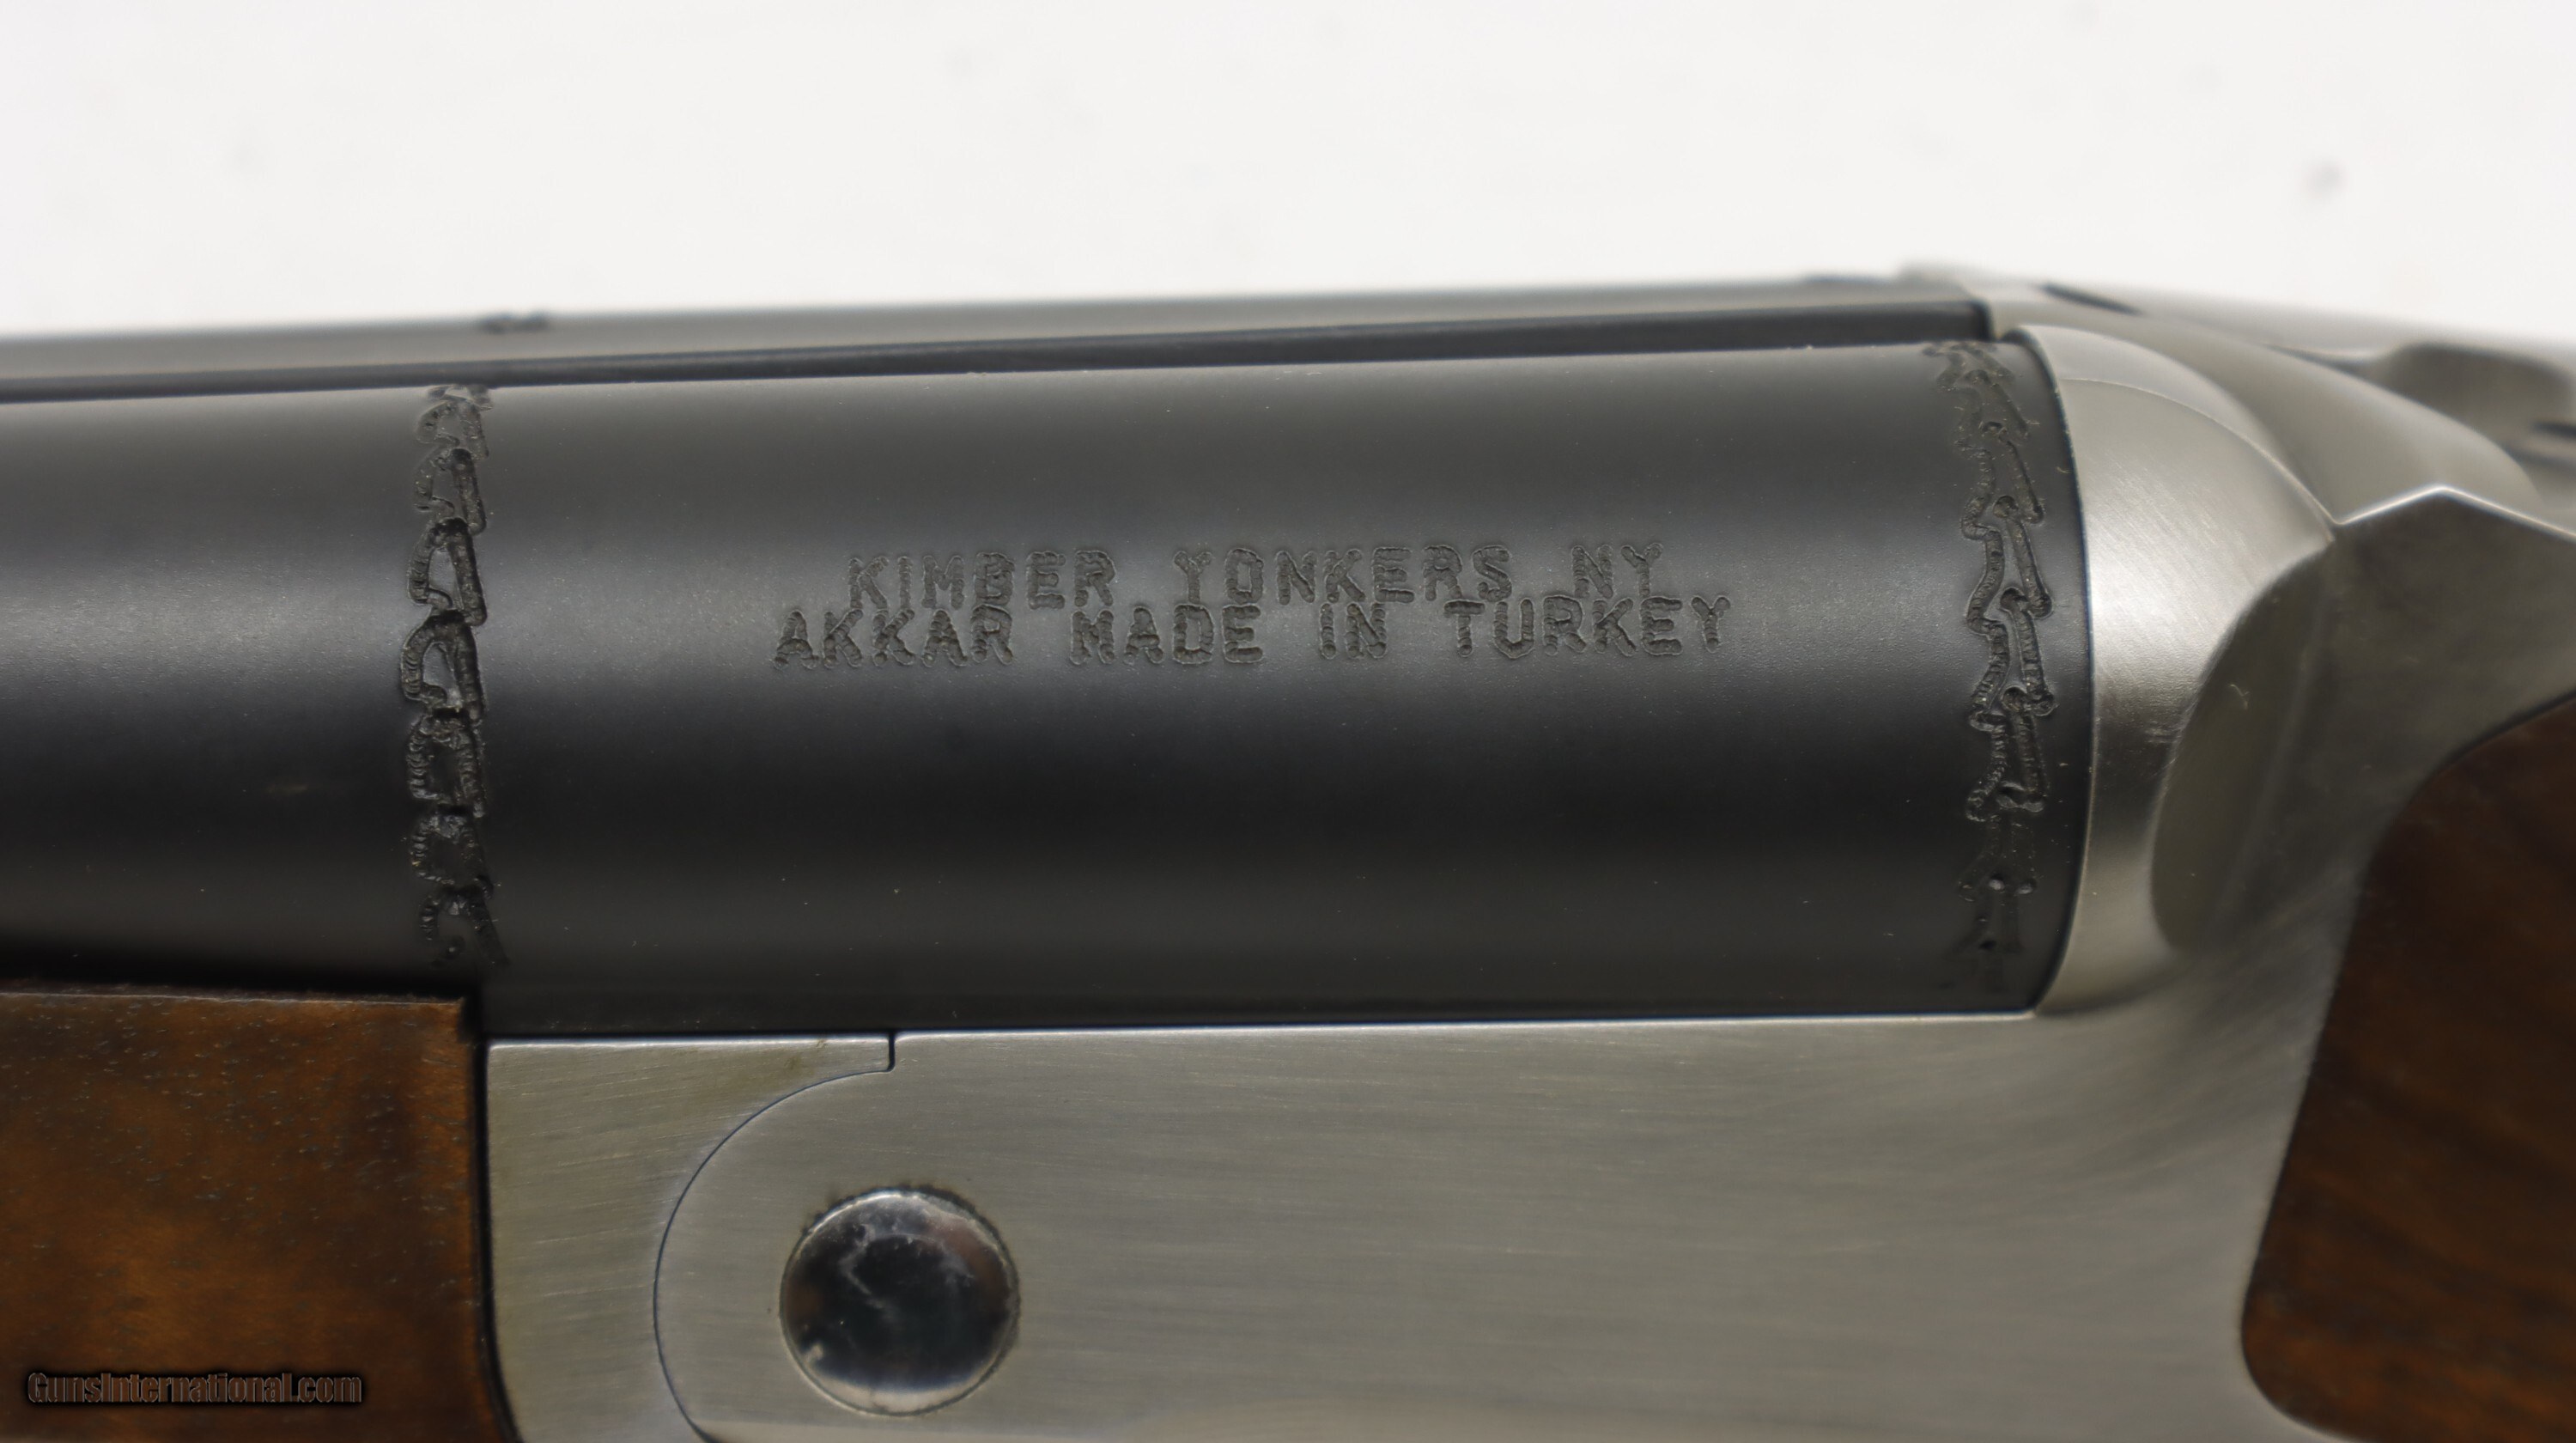 KIMBER YONKERS NY
AKKAR MADE IN TURKEY
GunsInternational.com